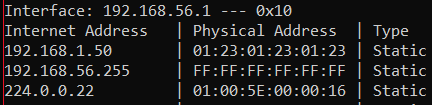 Interface: 192.168.56.1 --- 0x10
Internet Address | Physical Address | Type
192.168.1.50 | 01:23:01:23:01:23 | Static
192.168.56.255 | FF:FF:FF:FF:FF:FF | Static
224.0.0.22 | 01:00:5E:00:00:16 | Static